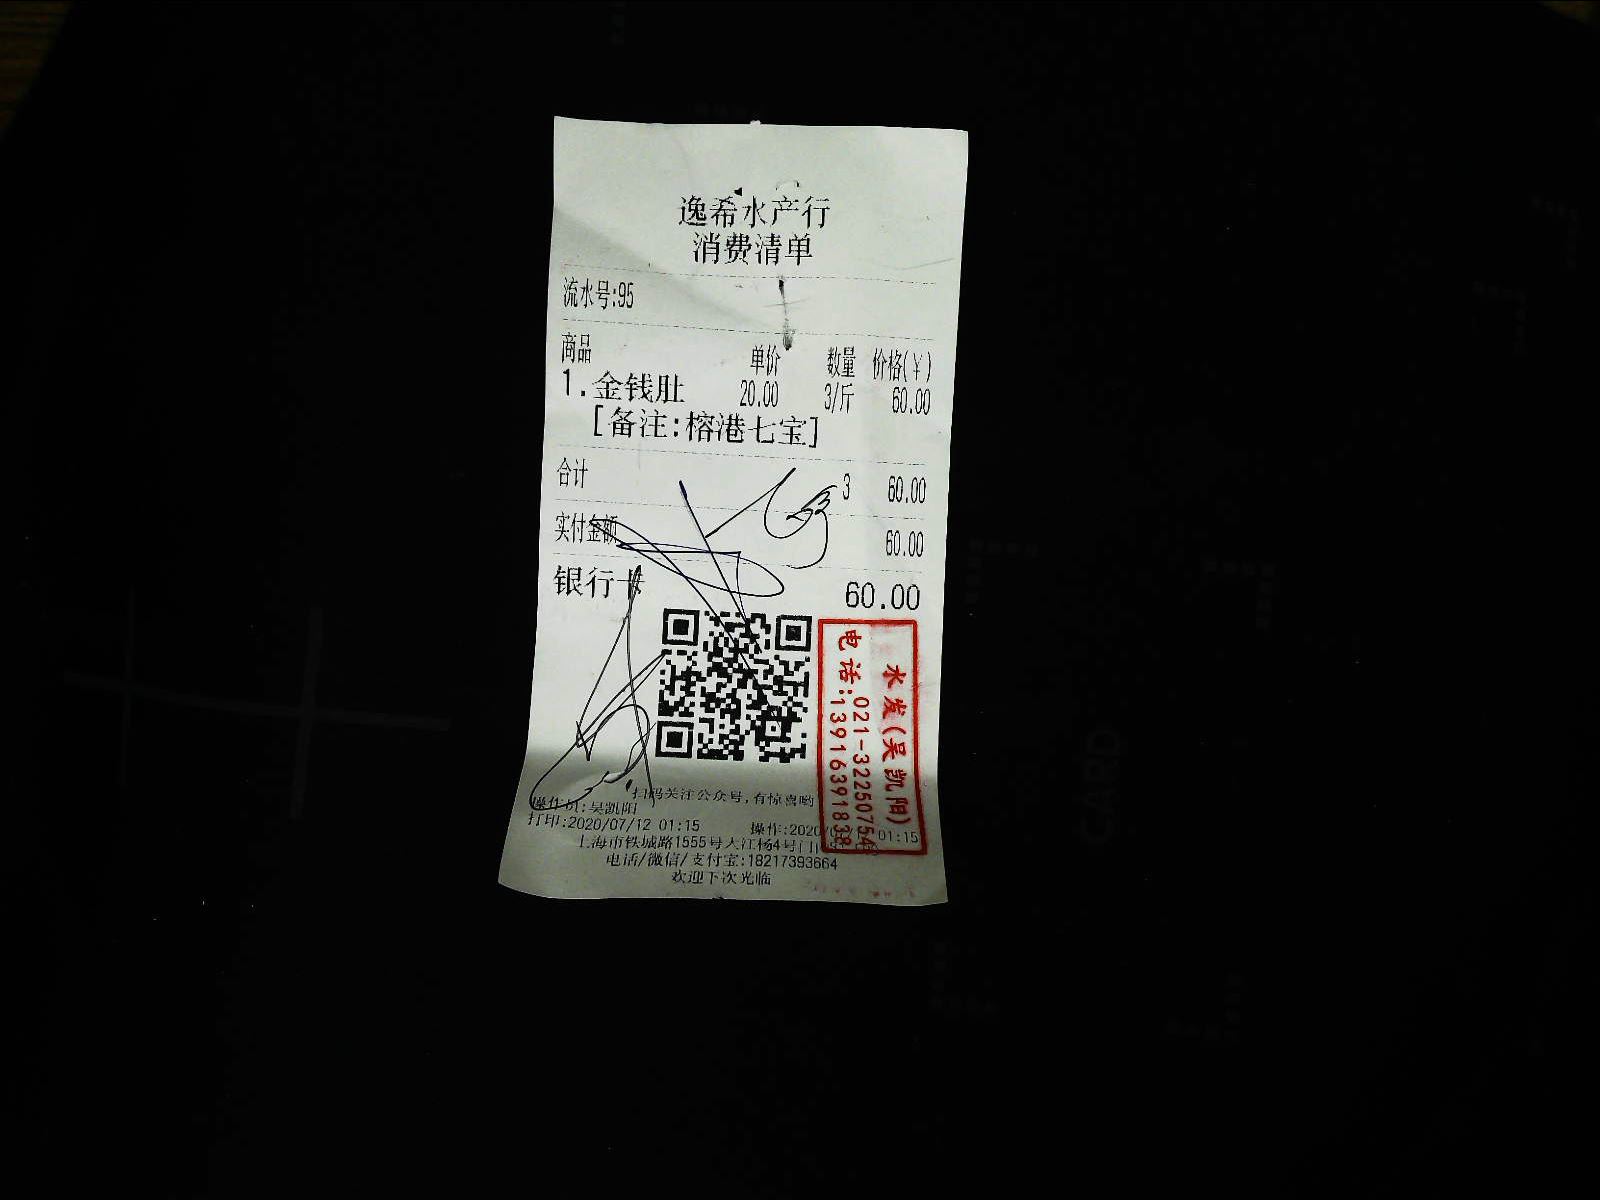 逸希水产行
消费清单
流水号:95
商品 单价 数量 价格(¥)
1.金钱肚 20.00 3/斤 60.00
[备注:榕港七宝]
合计 3 60.00
实付金额 60.00
银行卡 60.00
水发(吴凯阳)
电话:021-32250754
13916391838
扫码关注公众号,有惊喜哟
操作员:吴凯阳
打印:2020/07/12 01:15 操作:2020 01:15
上海市铁城路1555号大江杨4号门
电话/微信/支付宝:18217393664
欢迎下次光临
CARD